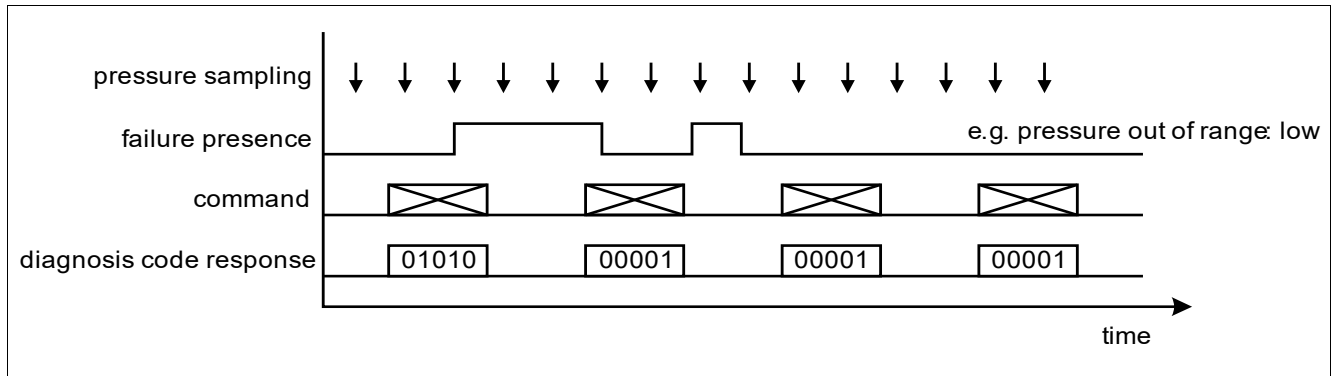 pressure sampling
failure presence
e.g. pressure out of range: low
command
diagnosis code response
01010
00001
00001
00001
time